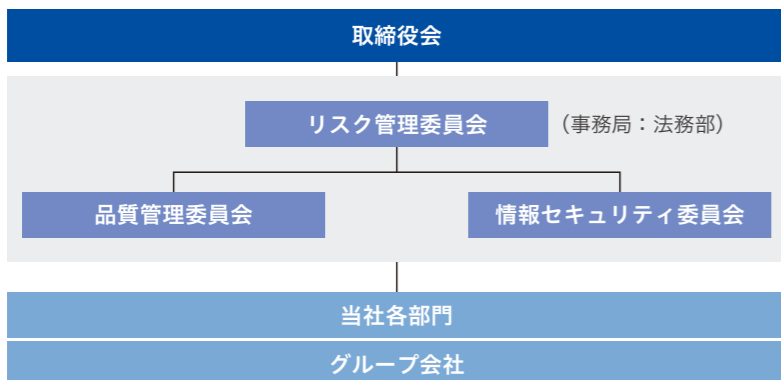 取締役会
リスク管理委員会 (事務局：法務部)
品質管理委員会 情報セキュリティ委員会
当社各部門
グループ会社